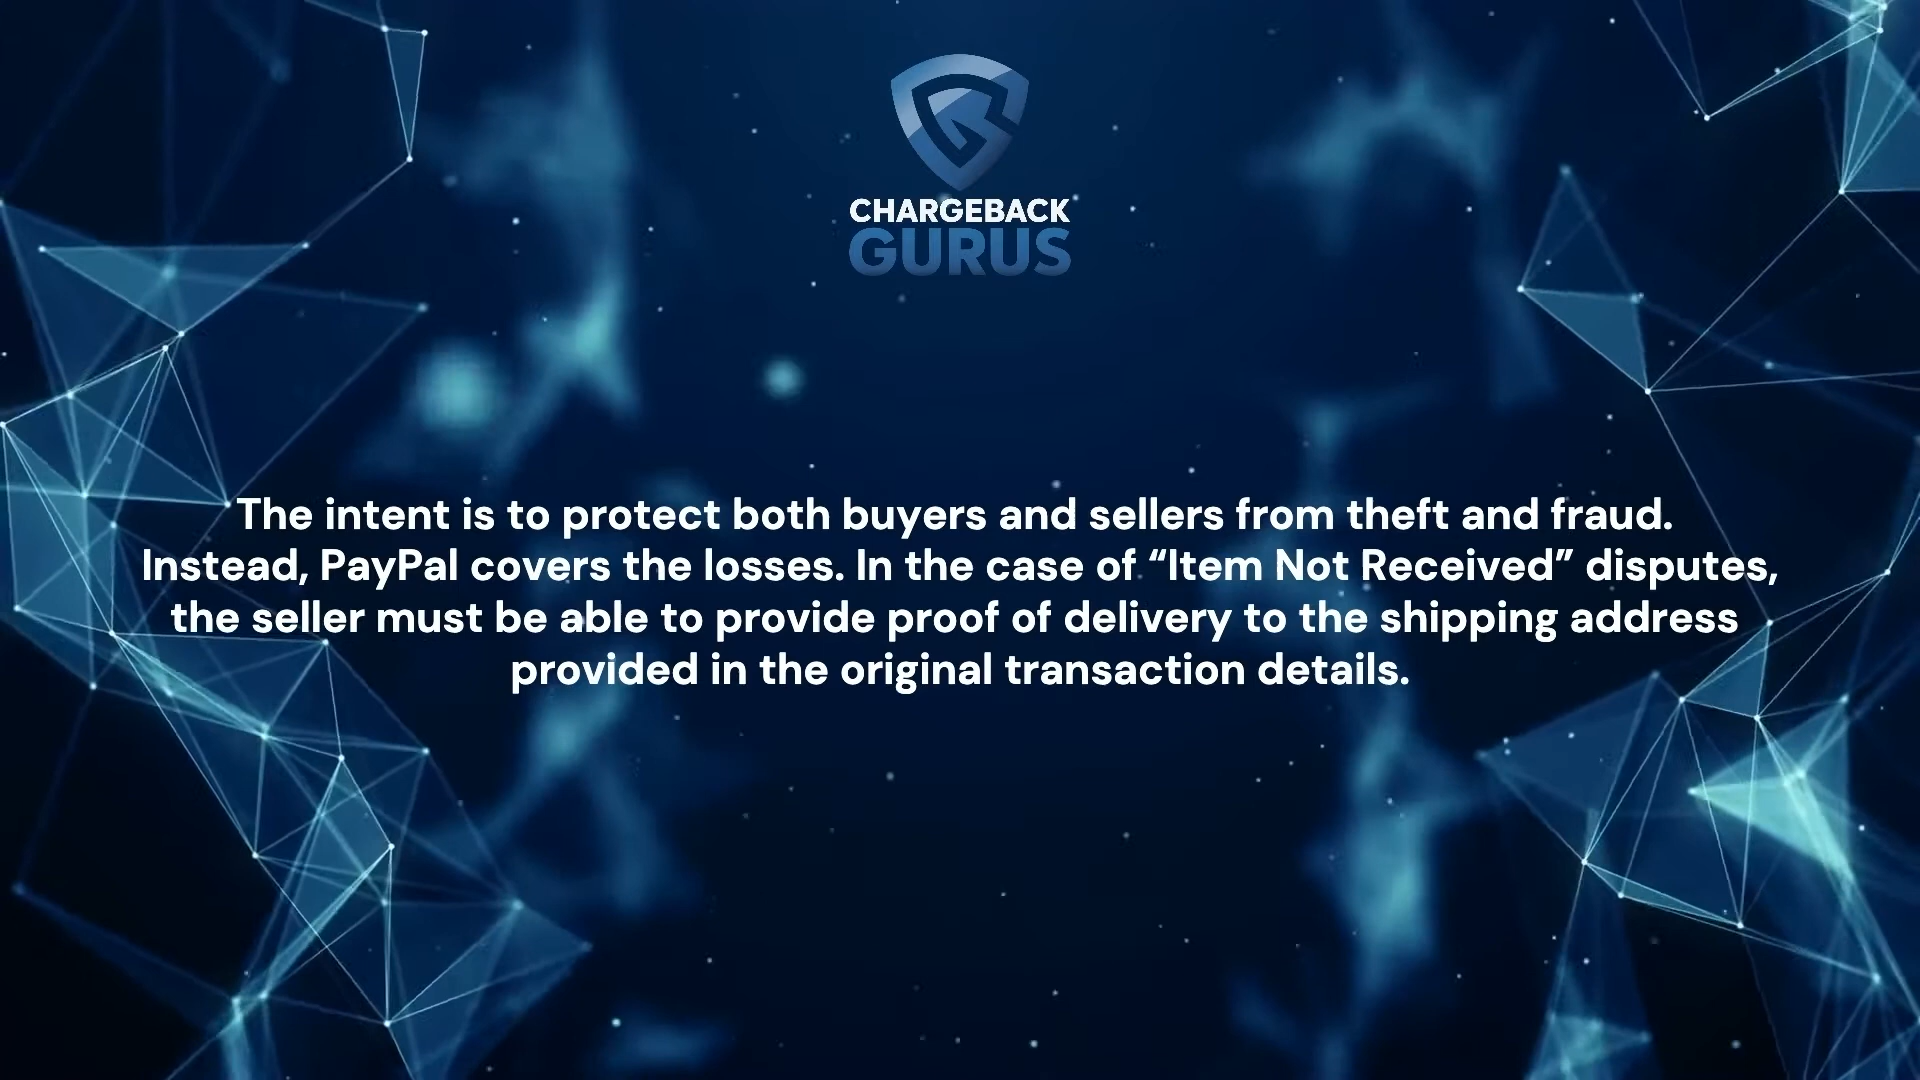 CHARGEBACK
GURUS
The intent is to protect both buyers and sellers from theft and fraud.
Instead, PayPal covers the losses. In the case of “Item Not Received” disputes,
the seller must be able to provide proof of delivery to the shipping address
provided in the original transaction details.